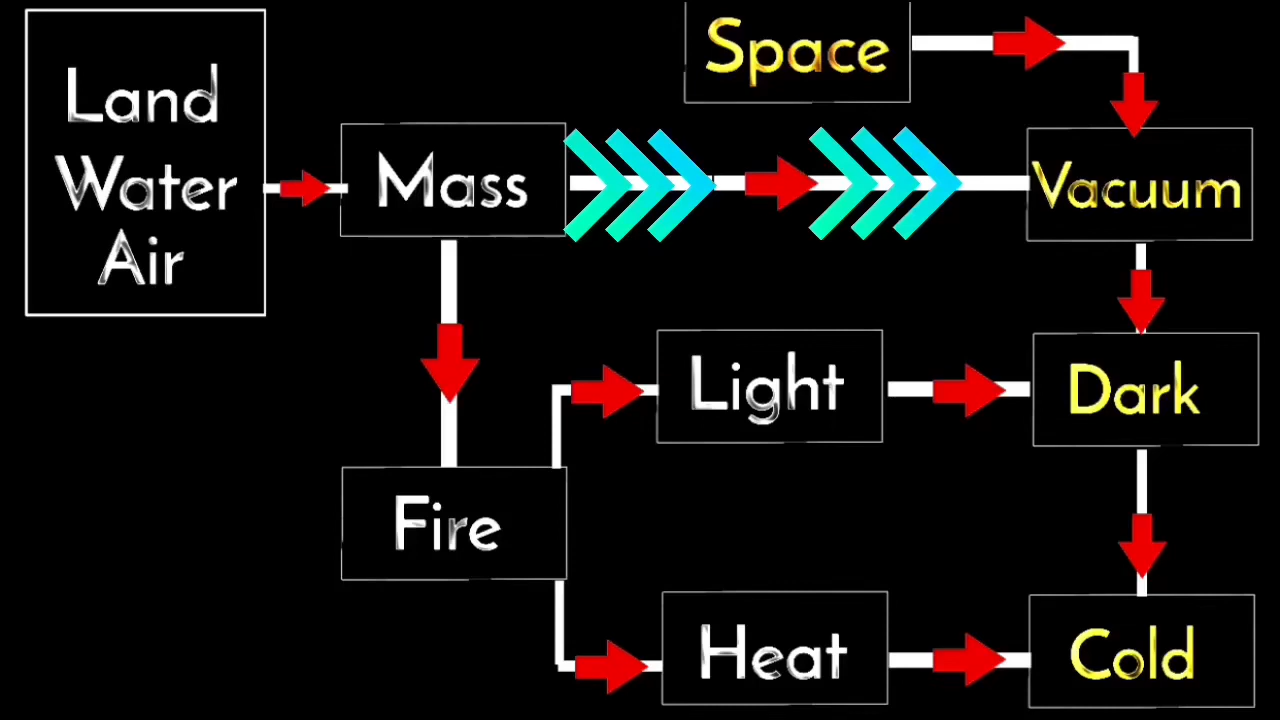 Land
Water
Air
Mass
Space
Vacuum
Light
Dark
Fire
Heat
Cold